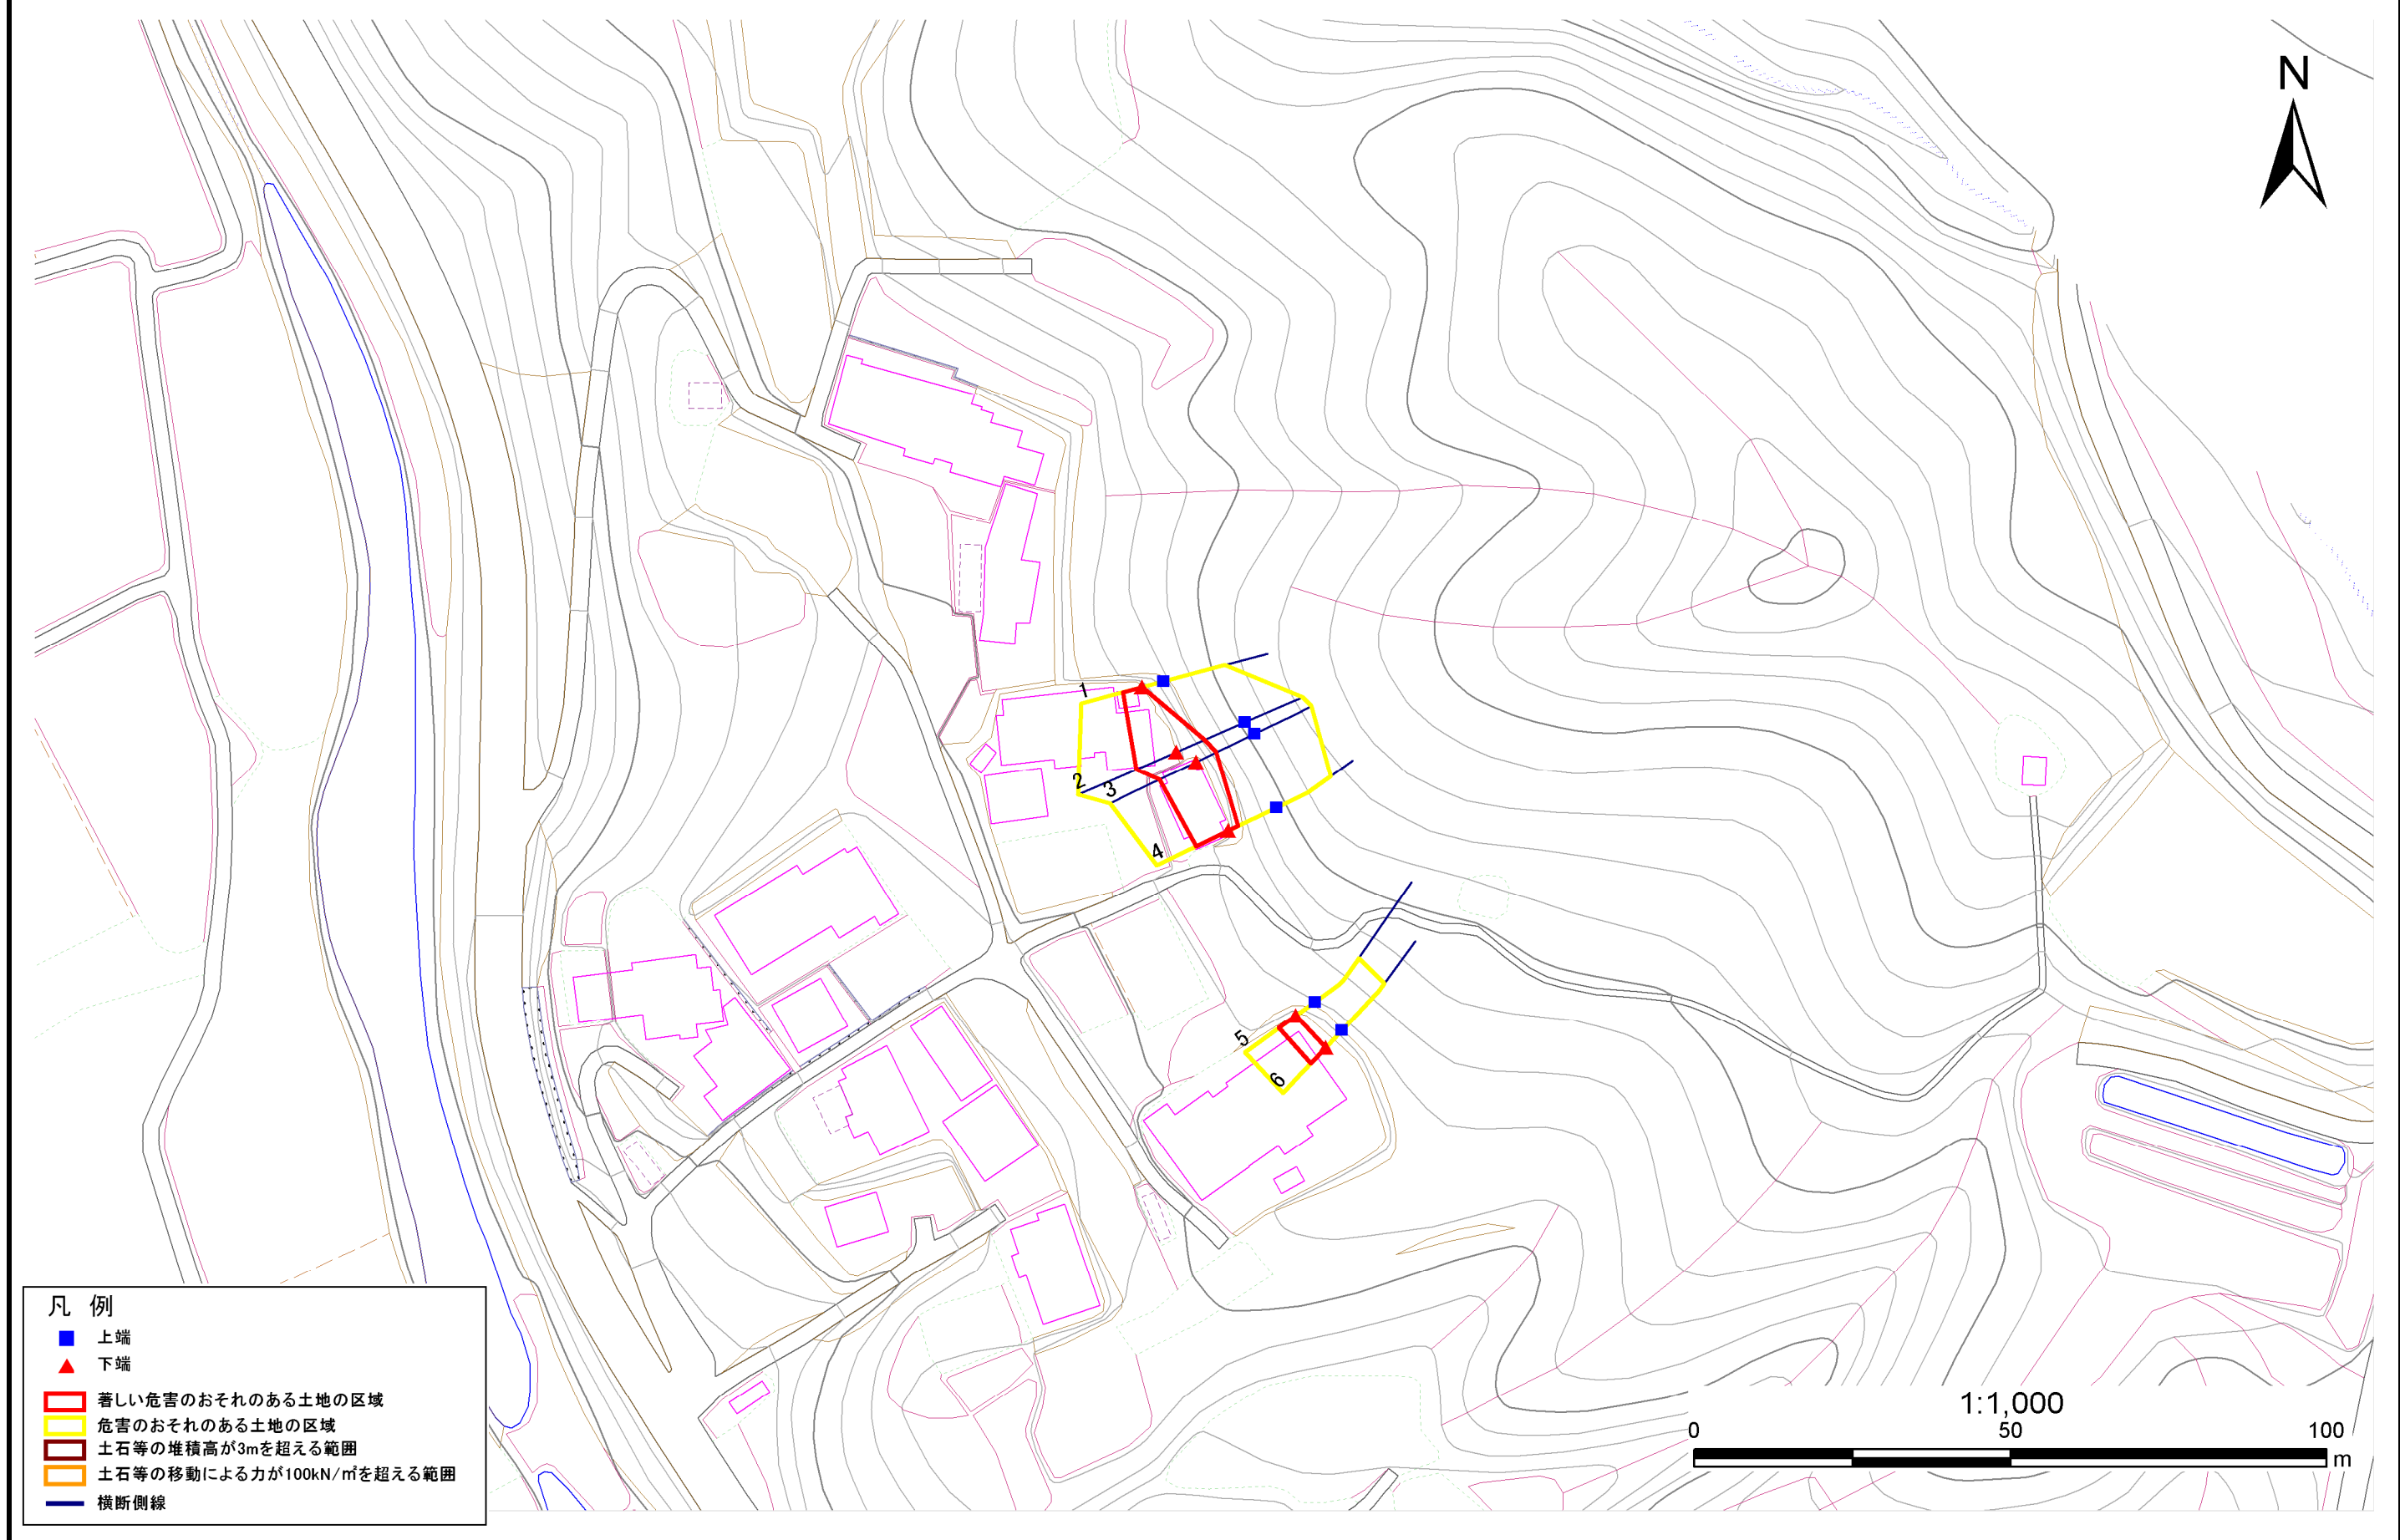 N
1
2
3
4
5
6
凡 例
上端
下端
著しい危害のおそれのある土地の区域
危害のおそれのある土地の区域
土石等の堆積高が3mを超える範囲
土石等の移動による力が100kN/㎡を超える範囲
横断側線
1:1,000
0 50 100
m